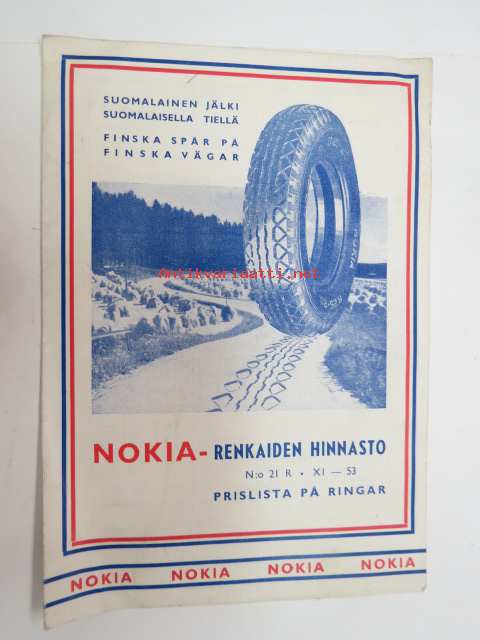 SUOMALAINEN JÄLKI
SUOMALAISELLA TIELLÄ
FINSKA SPÅR PÅ
FINSKA VÄGAR
Antikvariaatti.net
NOKIA-RENKAIDEN HINNASTO
N:o 21 R • XI — 53
PRISLISTA PÅ RINGAR
NOKIA NOKIA NOKIA NOKIA